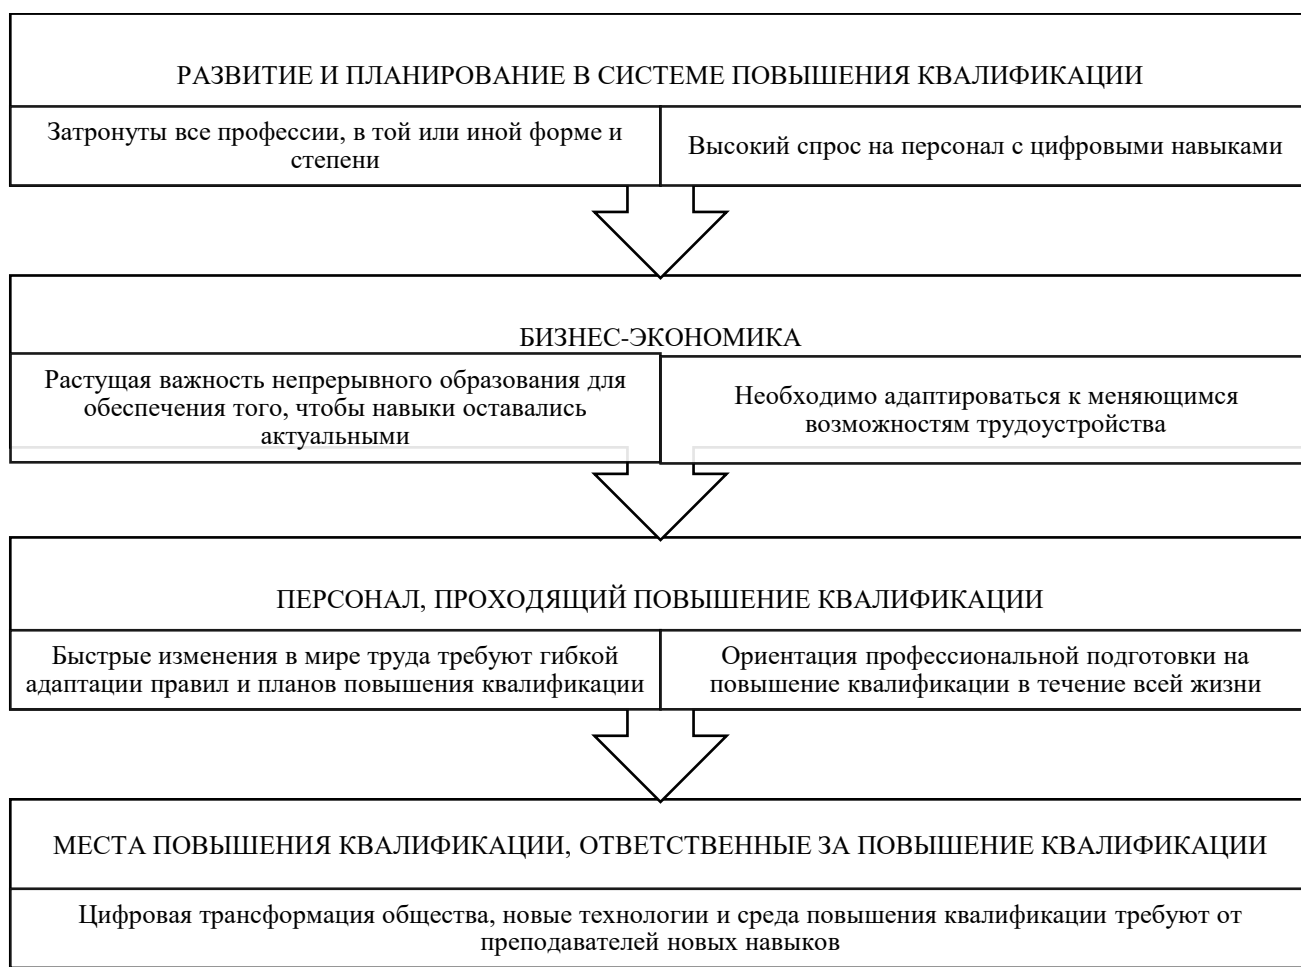 РАЗВИТИЕ И ПЛАНИРОВАНИЕ В СИСТЕМЕ ПОВЫШЕНИЯ КВАЛИФИКАЦИИ
Затронуты все профессии, в той или иной форме и
степени
Высокий спрос на персонал с цифровыми навыками
БИЗНЕС-ЭКОНОМИКА
Растущая важность непрерывного образования для
обеспечения того, чтобы навыки оставались
актуальными
Необходимо адаптироваться к меняющимся
возможностям трудоустройства
ПЕРСОНАЛ, ПРОХОДЯЩИЙ ПОВЫШЕНИЕ КВАЛИФИКАЦИИ
Быстрые изменения в мире труда требуют гибкой
адаптации правил и планов повышения квалификации
Ориентация профессиональной подготовки на
повышение квалификации в течение всей жизни
МЕСТА ПОВЫШЕНИЯ КВАЛИФИКАЦИИ, ОТВЕТСТВЕННЫЕ ЗА ПОВЫШЕНИЕ КВАЛИФИКАЦИИ
Цифровая трансформация общества, новые технологии и среда повышения квалификации требуют от
преподавателей новых навыков